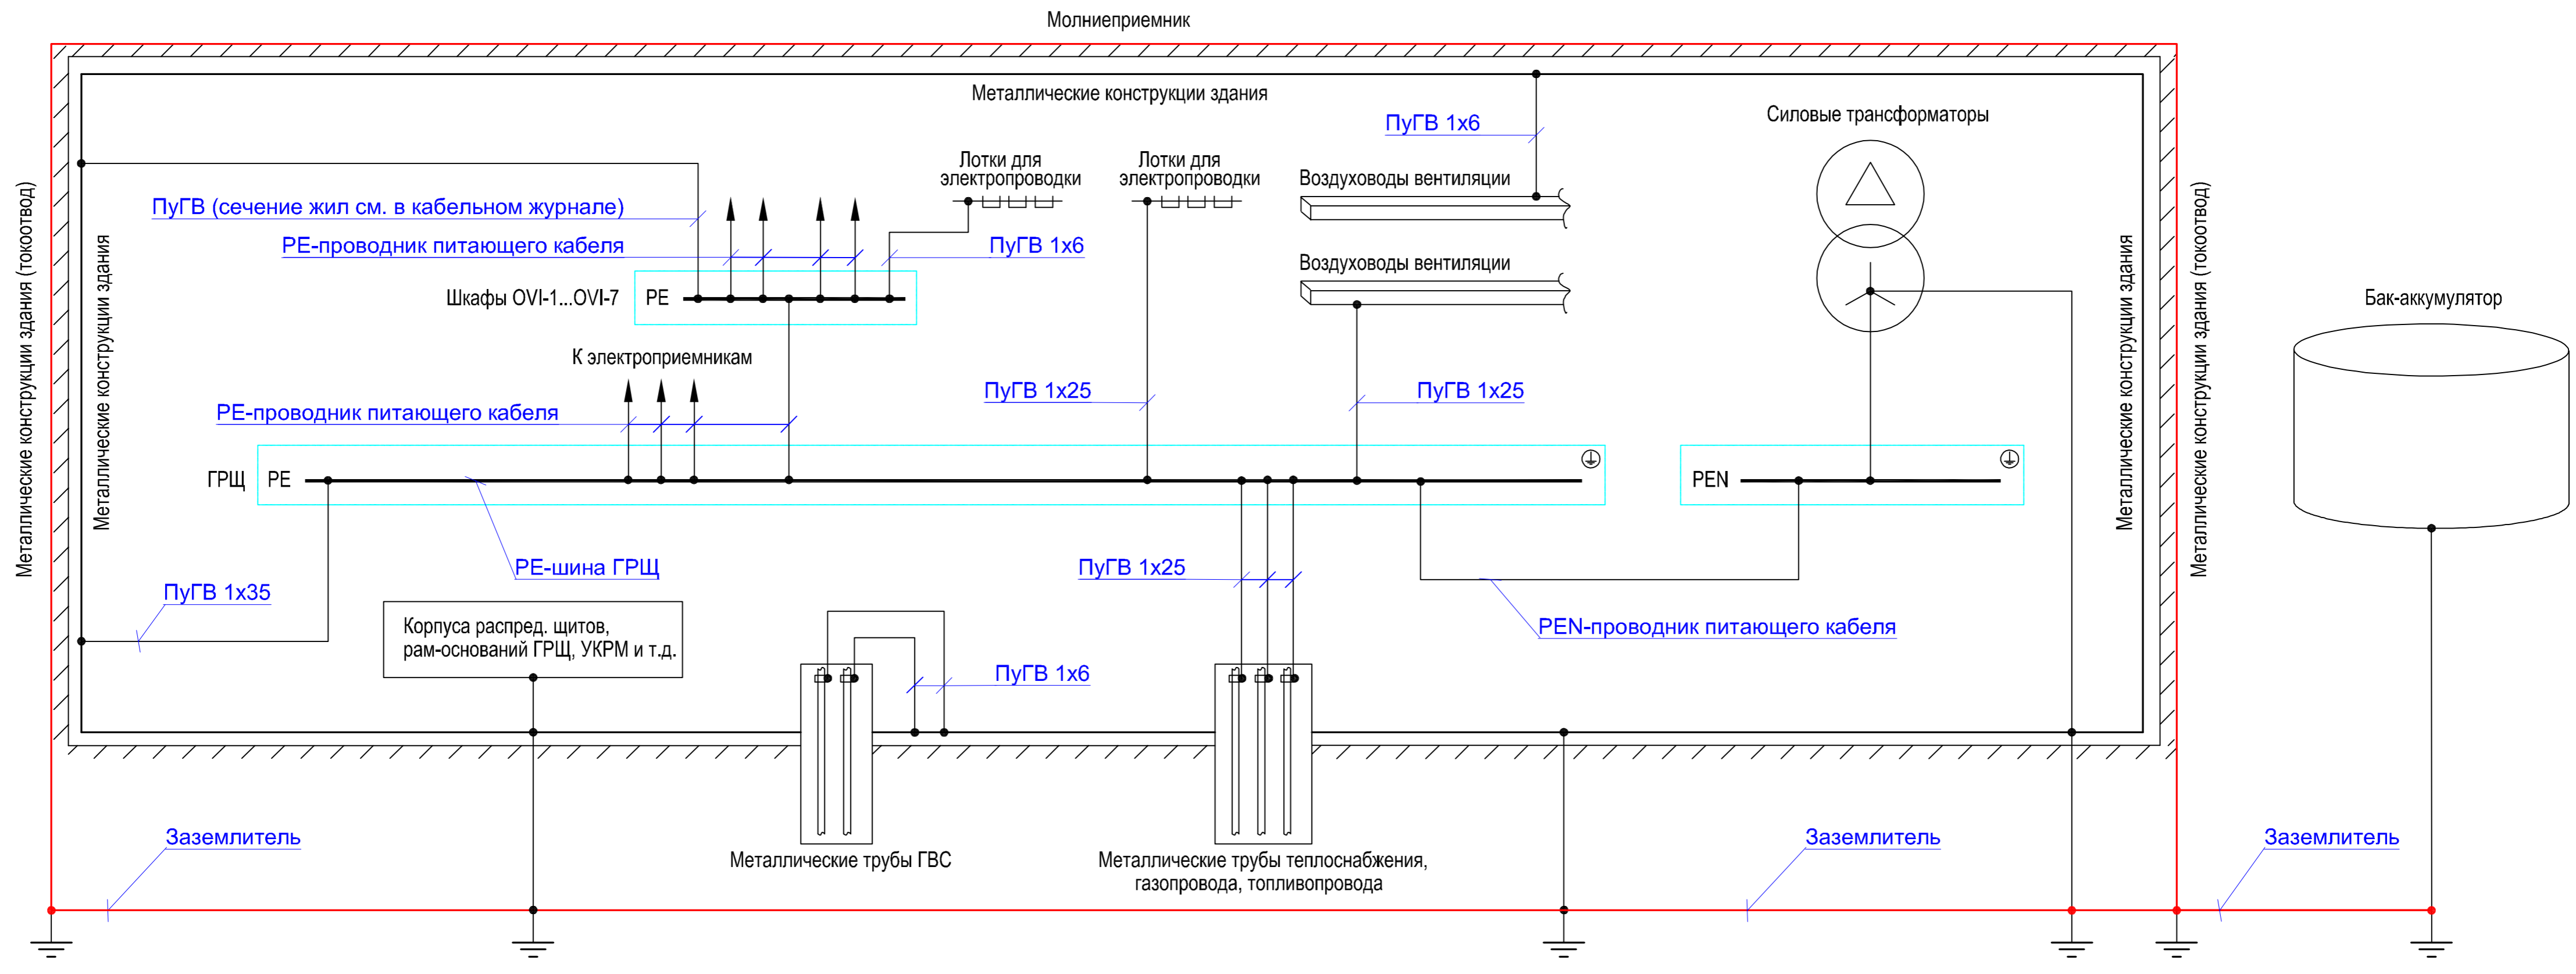 Молниеприемник
Металлические конструкции здания
Силовые трансформаторы
ПуГВ 1х6
Лотки для
электропроводки
Лотки для
электропроводки
Воздуховоды вентиляции
ПуГВ (сечение жил см. в кабельном журнале)
РЕ-проводник питающего кабеля
ПуГВ 1х6
Воздуховоды вентиляции
Шкафы OVI-1...OVI-7
PE
Бак-аккумулятор
Металлические конструкции здания (токоотвод)
Металлические конструкции здания
Металлические конструкции здания
Металлические конструкции здания (токоотвод)
К электроприемникам
ПуГВ 1х25
ПуГВ 1х25
РЕ-проводник питающего кабеля
ГРЩ
PE
PEN
РЕ-шина ГРЩ
ПуГВ 1х25
ПуГВ 1х35
Корпуса распред. щитов,
рам-оснований ГРЩ, УКРМ и т.д.
PEN-проводник питающего кабеля
ПуГВ 1х6
Заземлитель
Заземлитель
Заземлитель
Металлические трубы ГВС
Металлические трубы теплоснабжения,
газопровода, топливопровода